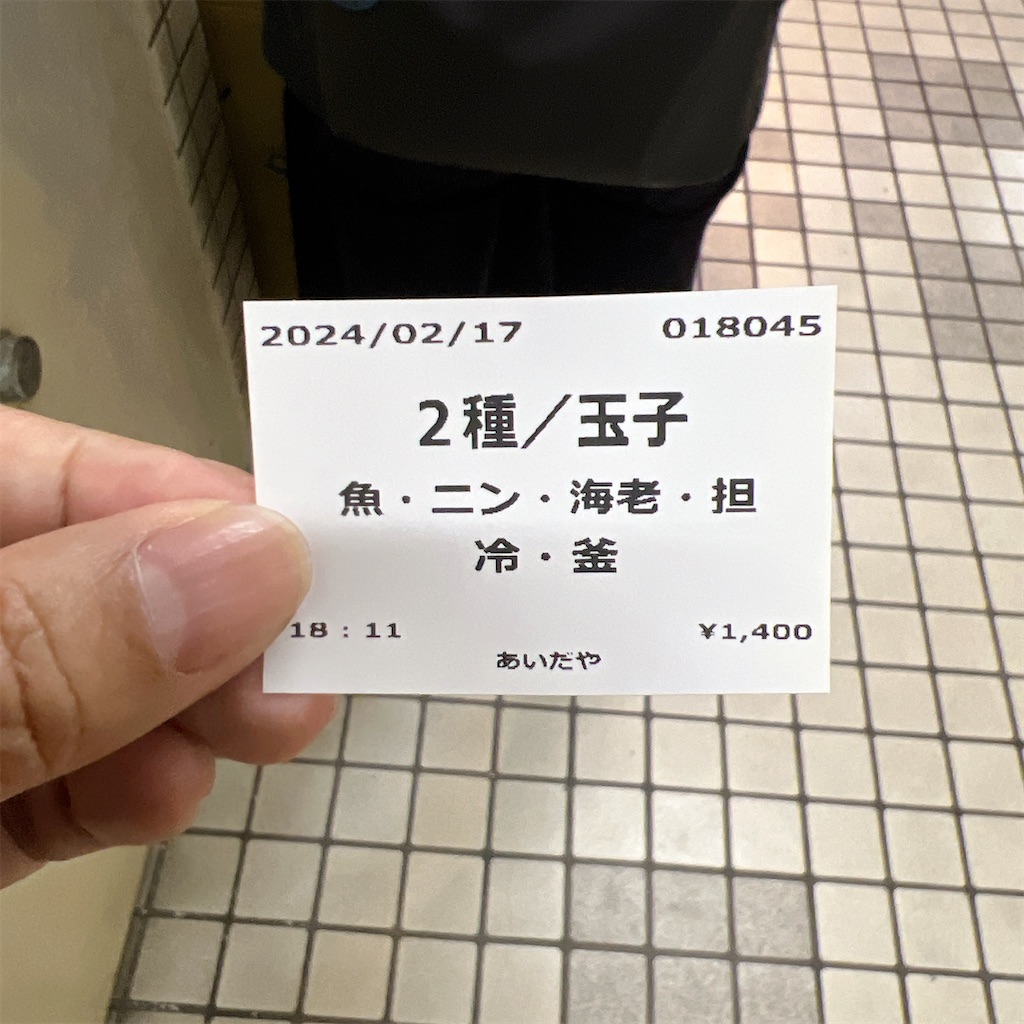 2024/02/17 018045
2種／玉子
魚・ニン・海老・担
冷・釜
18：11 ¥1,400
あいだや